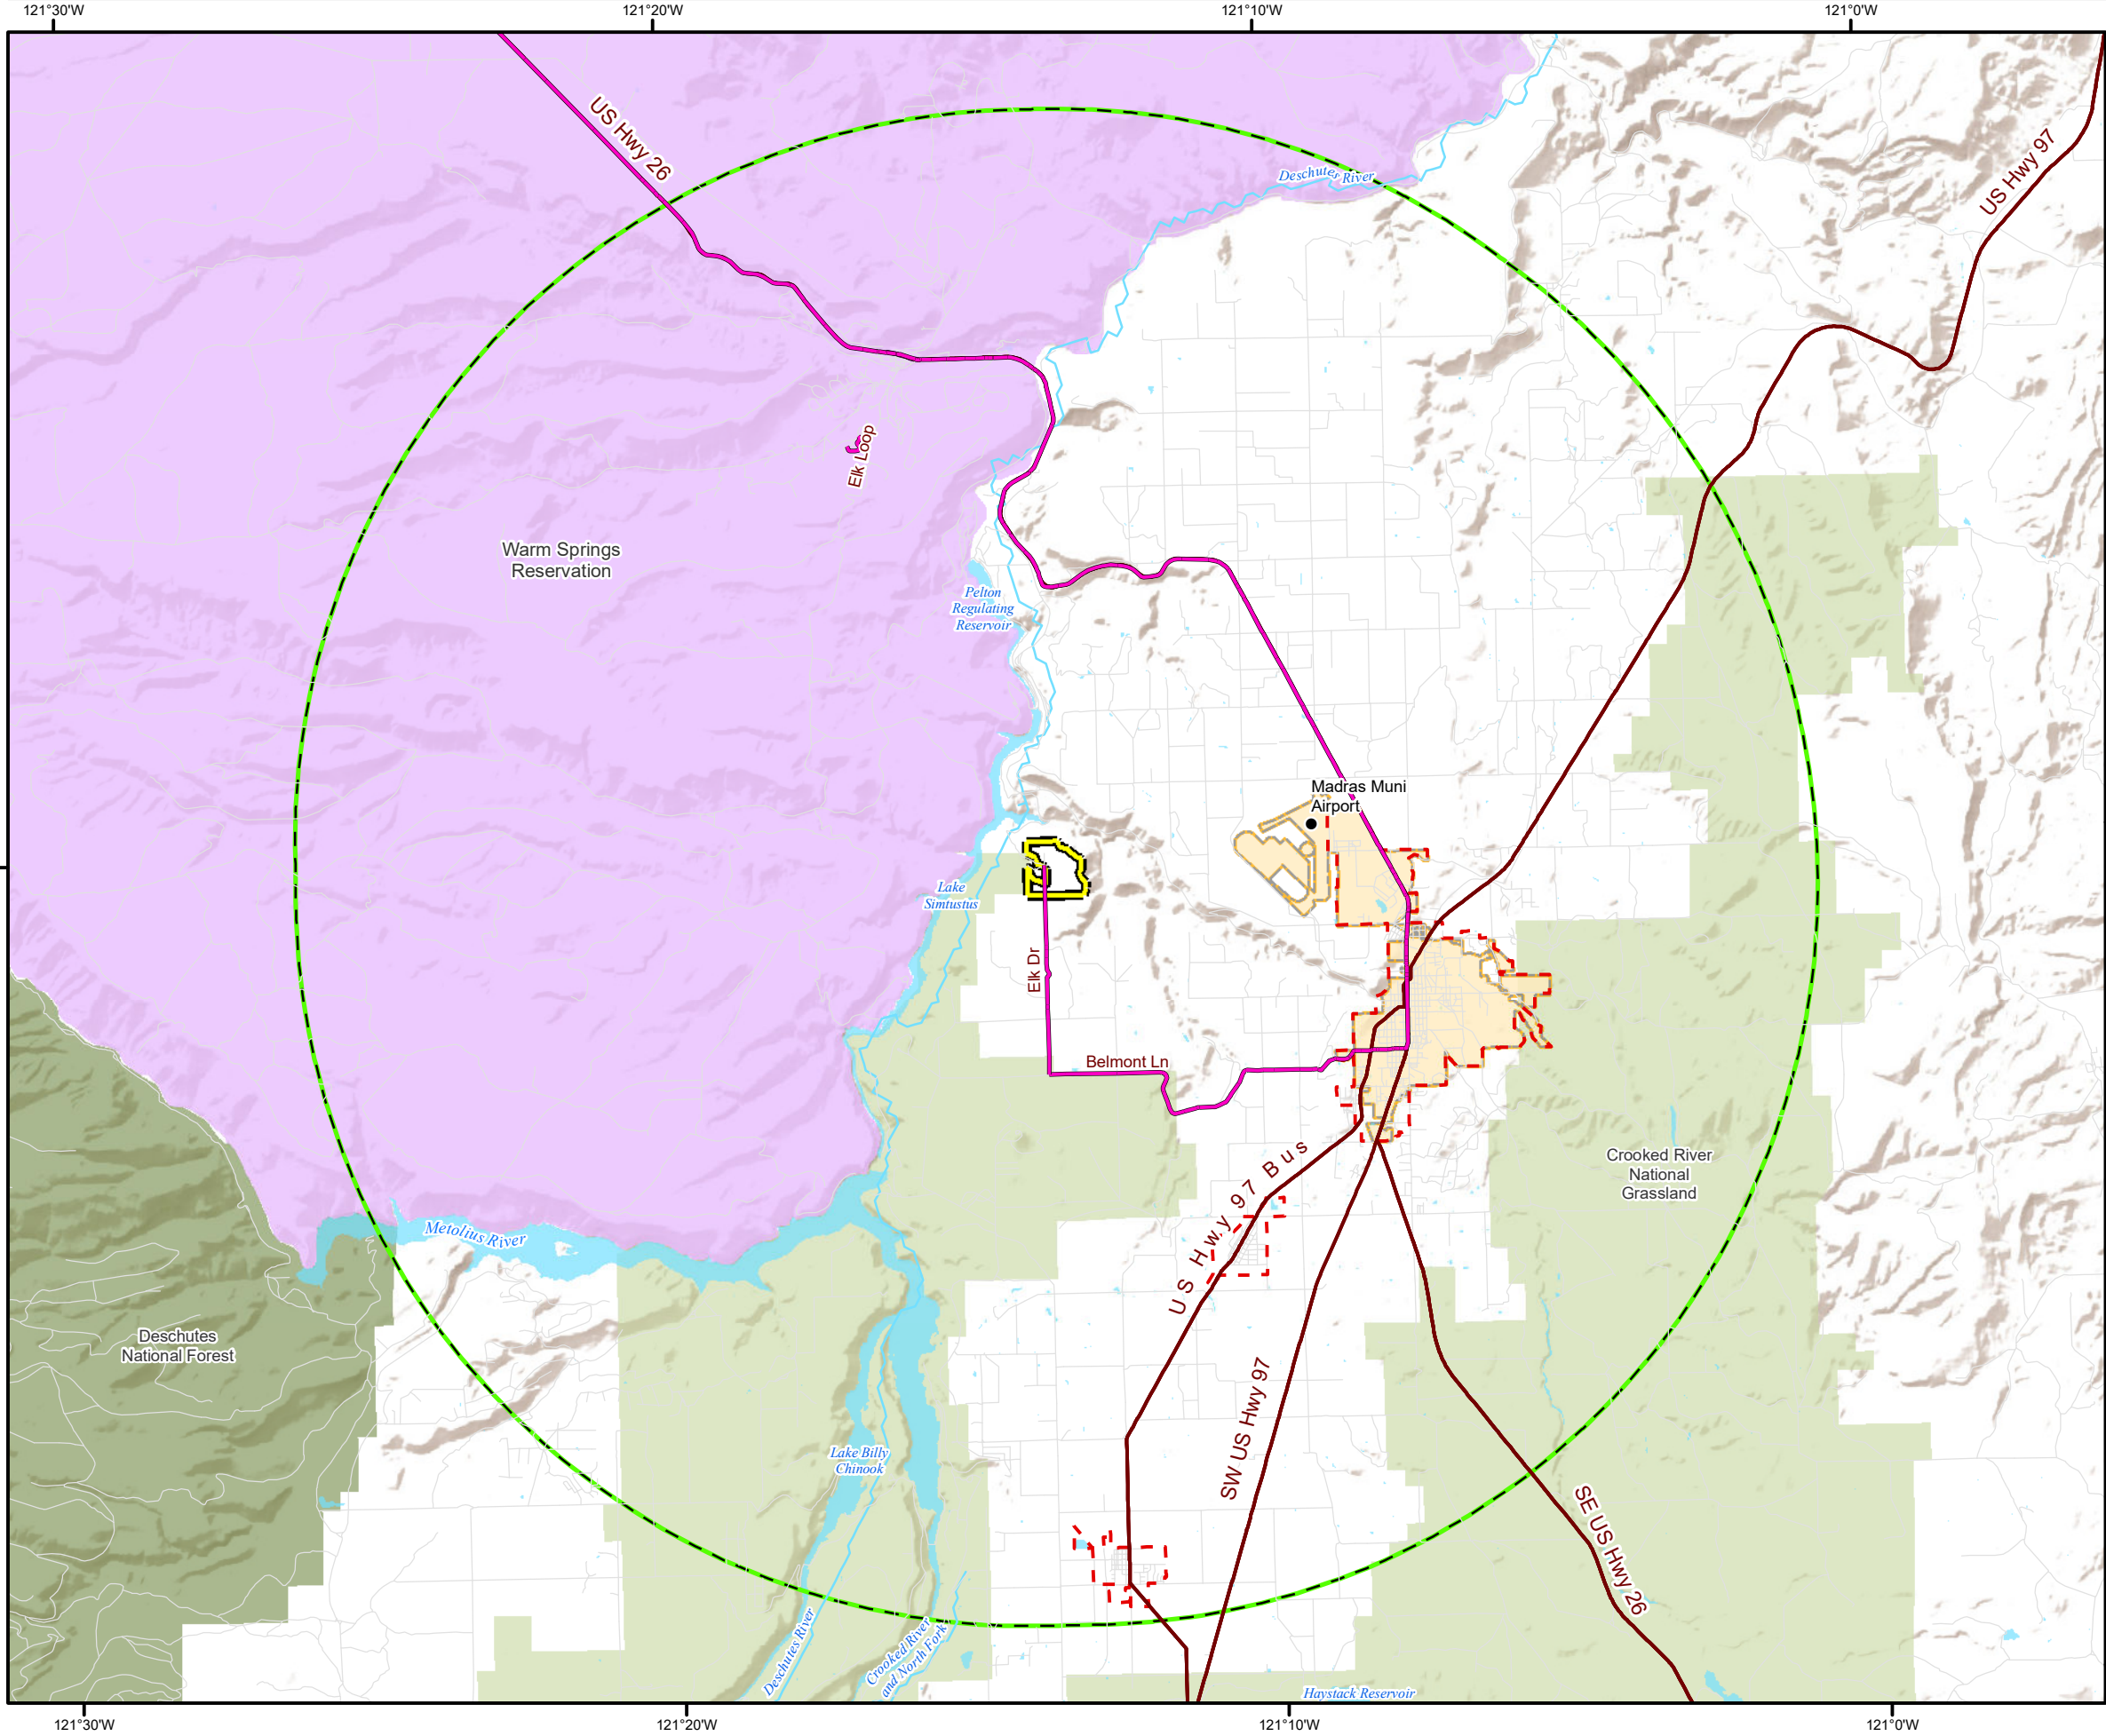 121°30'W
121°20'W
121°10'W
121°0'W
US Hwy 26
US Hwy 97
Deschutes River
Elk Loop
Warm Springs
Reservation
Pelton
Regulating
Reservoir
Madras Muni
Airport
Lake
Simtustus
Elk Dr
Belmont Ln
US Hwy 97 Bus
Crooked River
National
Grassland
Metolius River
Deschutes
National Forest
SW US Hwy 97
Lake Billy
Chinook
SE US Hwy 26
Deschutes River
Crooked River
and North Fork
Haystack Reservoir
121°30'W
121°20'W
121°10'W
121°0'W